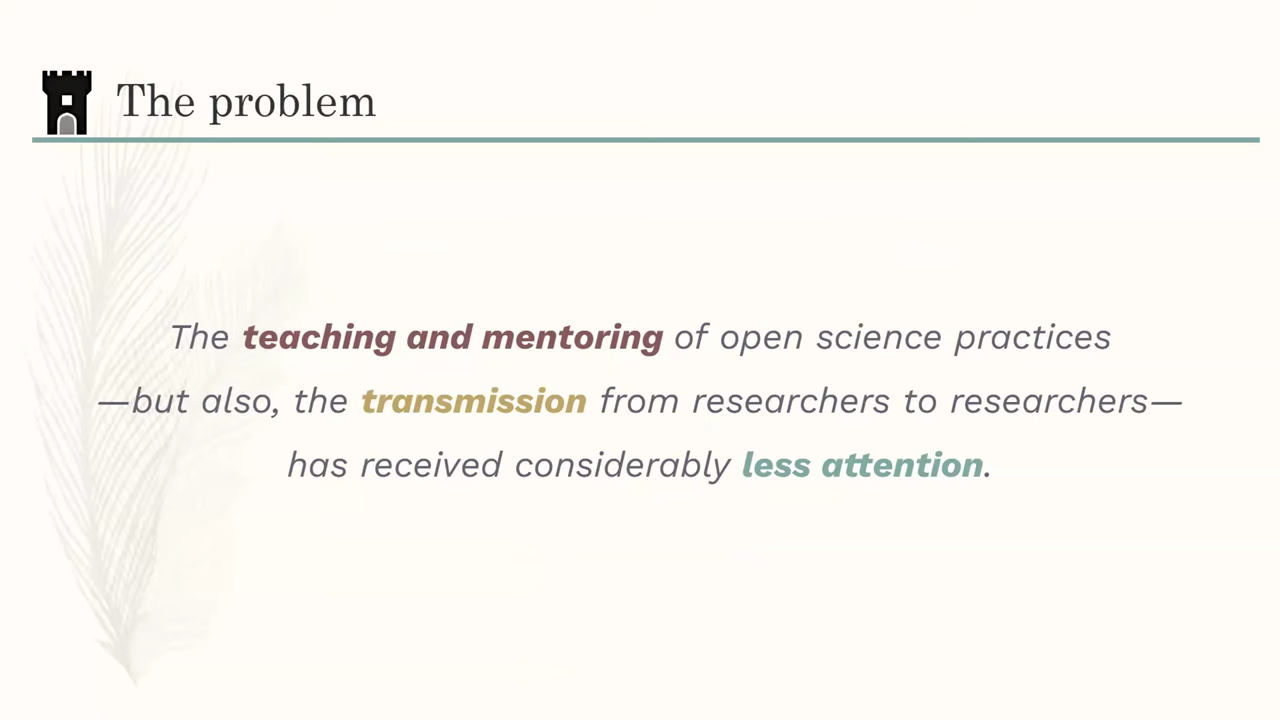 The problem
The teaching and mentoring of open science practices
—but also, the transmission from researchers to researchers—
has received considerably less attention.